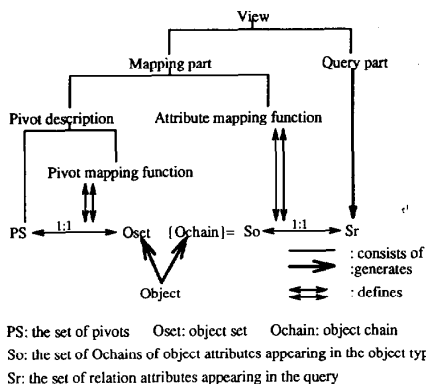 View
Mapping part Query part
Pivot description Attribute mapping function
Pivot mapping function
PS 1:1 Oset {Ochain}= So 1:1 Sr
: consists of
: generates
Object : defines
PS: the set of pivots Oset: object set Ochain: object chain
So: the set of Ochains of object attributes appearing in the object typ
Sr: the set of relation attributes appearing in the query